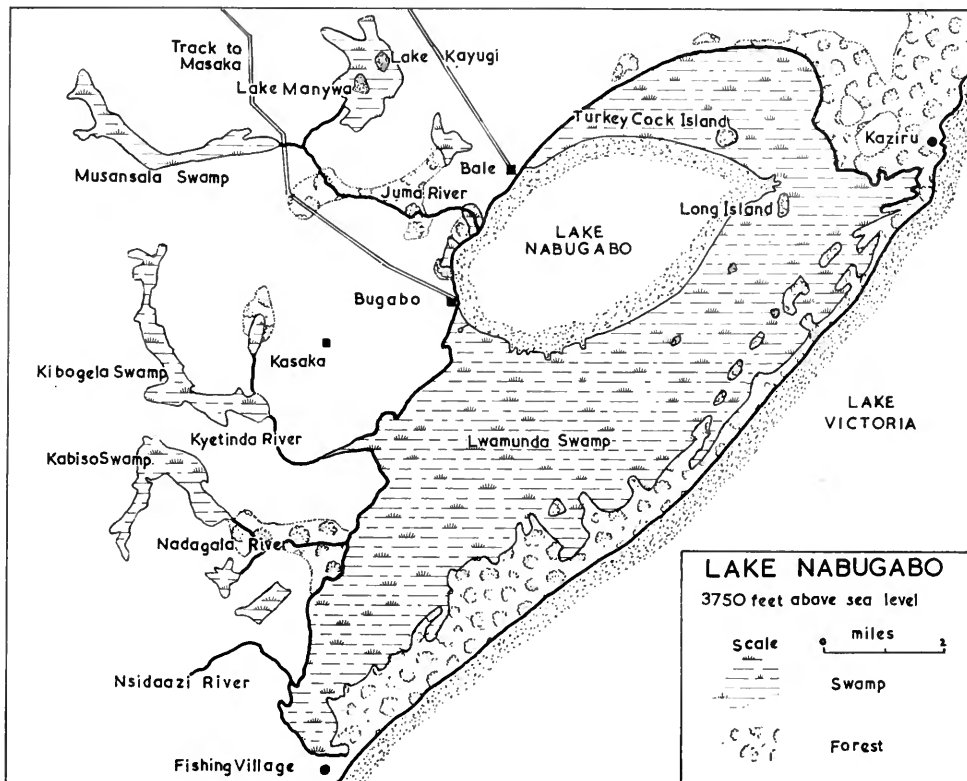 Track to
Masaka
Lake Kayugi
Lake Manywa
Turkey Cock Island
Kaziru
Musansala Swamp
Bale
Juma River
Long Island
LAKE
NABUGABO
Bugabo
Kasaka
Kibogela Swamp
LAKE
VICTORIA
Kyetinda River
Lwamunda Swamp
Kabiso Swamp.
Nadagala River
Nsidaazi River
Fishing Village
LAKE NABUGABO
3750 feet above sea level
Scale
0 miles 2
Swamp
Forest